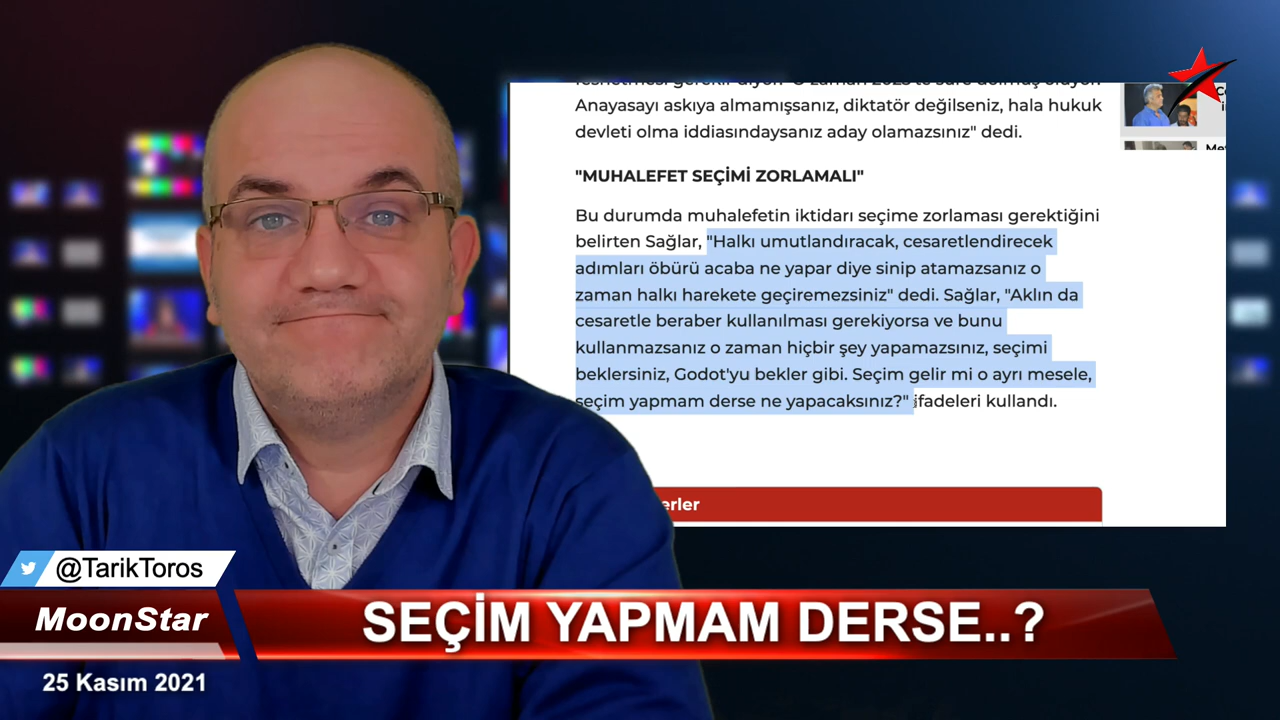 Anayasayı askıya almamışsanız, diktatör değilseniz, hala hukuk
devleti olma iddiasındaysanız aday olamazsınız" dedi.
"MUHALEFET SEÇİMİ ZORLAMALI"
Bu durumda muhalefetin iktidarı seçime zorlaması gerektiğini
belirten Sağlar, "Halkı umutlandıracak, cesaretlendirecek
adımları öbürü acaba ne yapar diye sinip atamazsanız o
zaman halkı harekete geçiremezsiniz" dedi. Sağlar, "Aklın da
cesaretle beraber kullanılması gerekiyorsa ve bunu
kullanmazsanız o zaman hiçbir şey yapamazsınız, seçimi
beklersiniz, Godot'yu bekler gibi. Seçim gelir mi o ayrı mesele,
seçim yapmam derse ne yapacaksınız?" ifadeleri kullandı.
erler
@TarikToros
MoonStar
SEÇİM YAPMAM DERSE..?
25 Kasım 2021